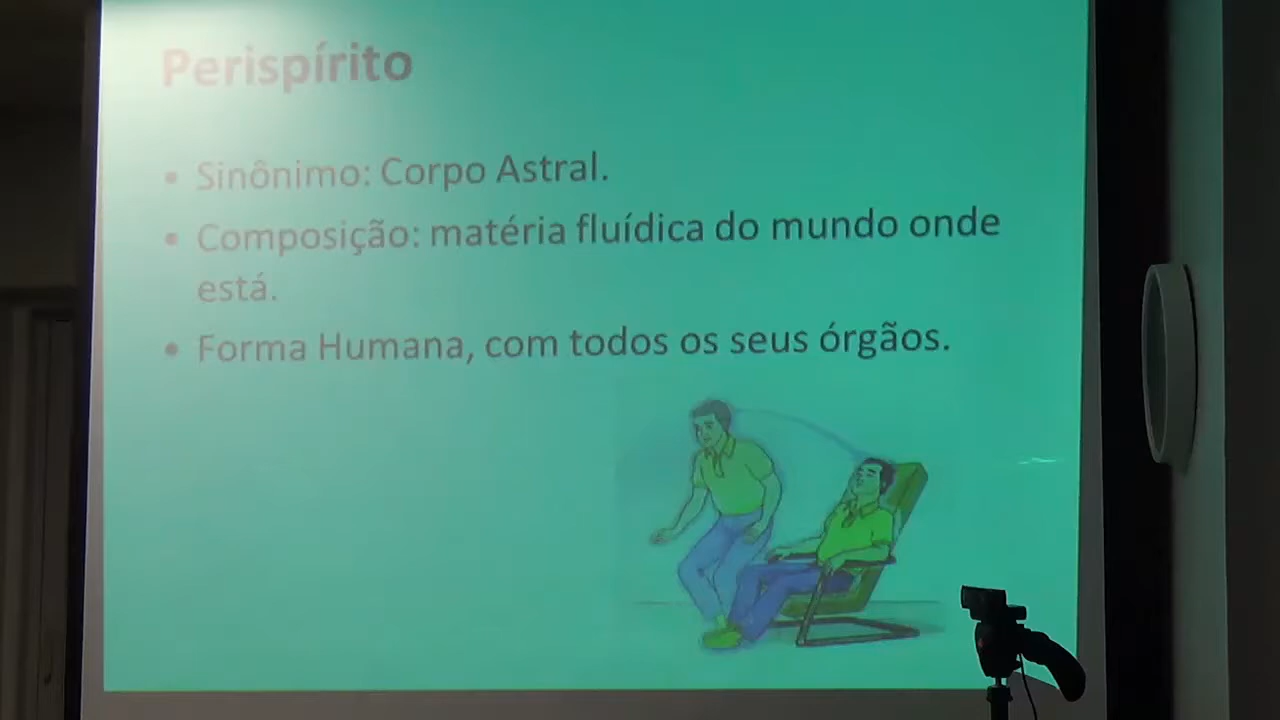 Perispírito
• Sinônimo: Corpo Astral.
• Composição: matéria fluídica do mundo onde
está.
• Forma Humana, com todos os seus órgãos.